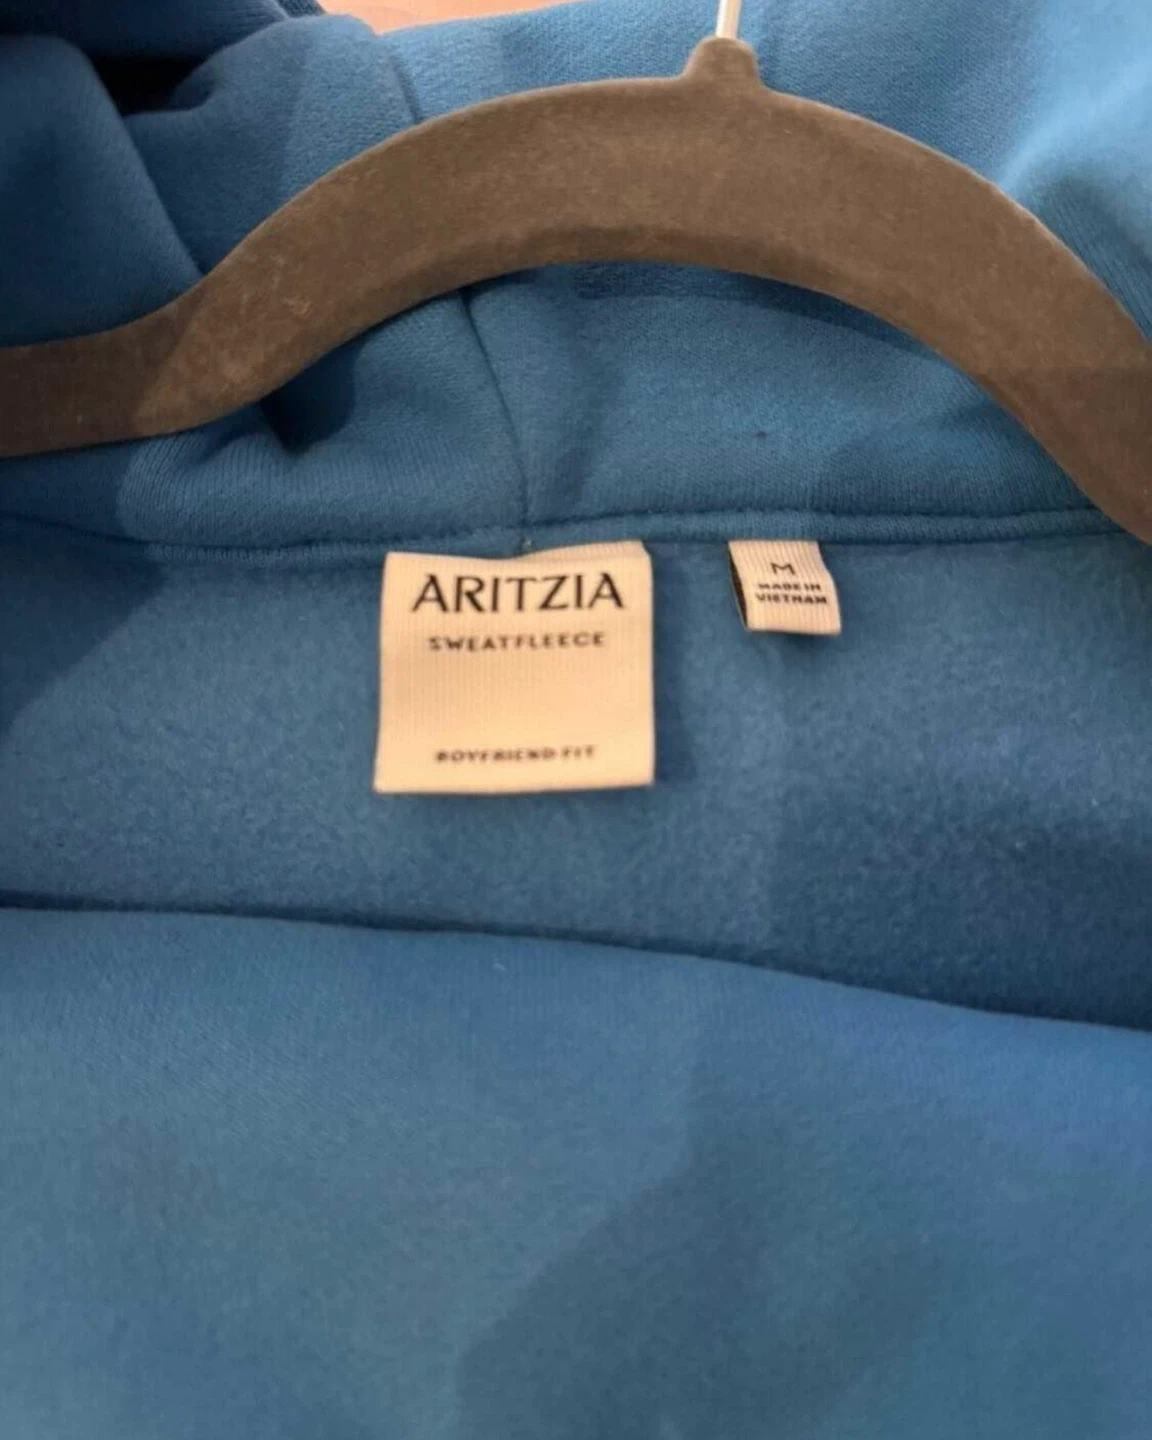 ARITZIA
SWEATFLEECE
BOYFRIEND FIT
M
MADE IN
VIETNAM